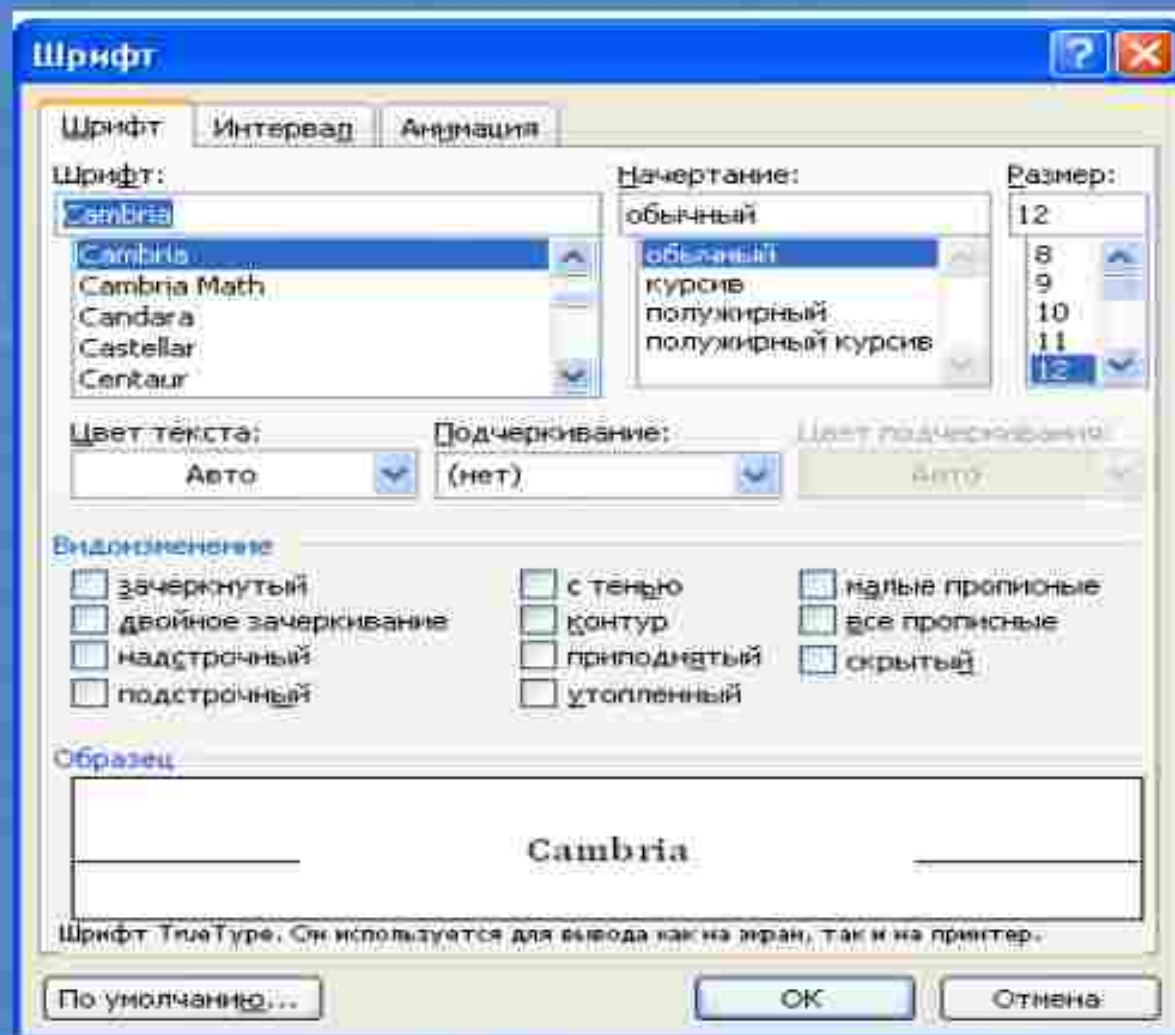 Шрифт
Шрифт Интервал Анимация
Шрифт: Начертание: Размер:
Cambria обычный 12
Cambria обычный 8
Cambria Math курсив 9
Candara полужирный 10
Castellar полужирный курсив 11
Centaur 12
Цвет текста: Подчеркивание: Цвет подчеркивания:
Авто (нет) Авто
Видоизменение
зачеркнутый с тенью малые прописные
двойное зачеркивание контур все прописные
надстрочный приподнятый скрытый
подстрочный утопленный
Образец
Cambria
Шрифт TrueType. Он используется для вывода как на экран, так и на принтер.
По умолчанию... ОК Отмена